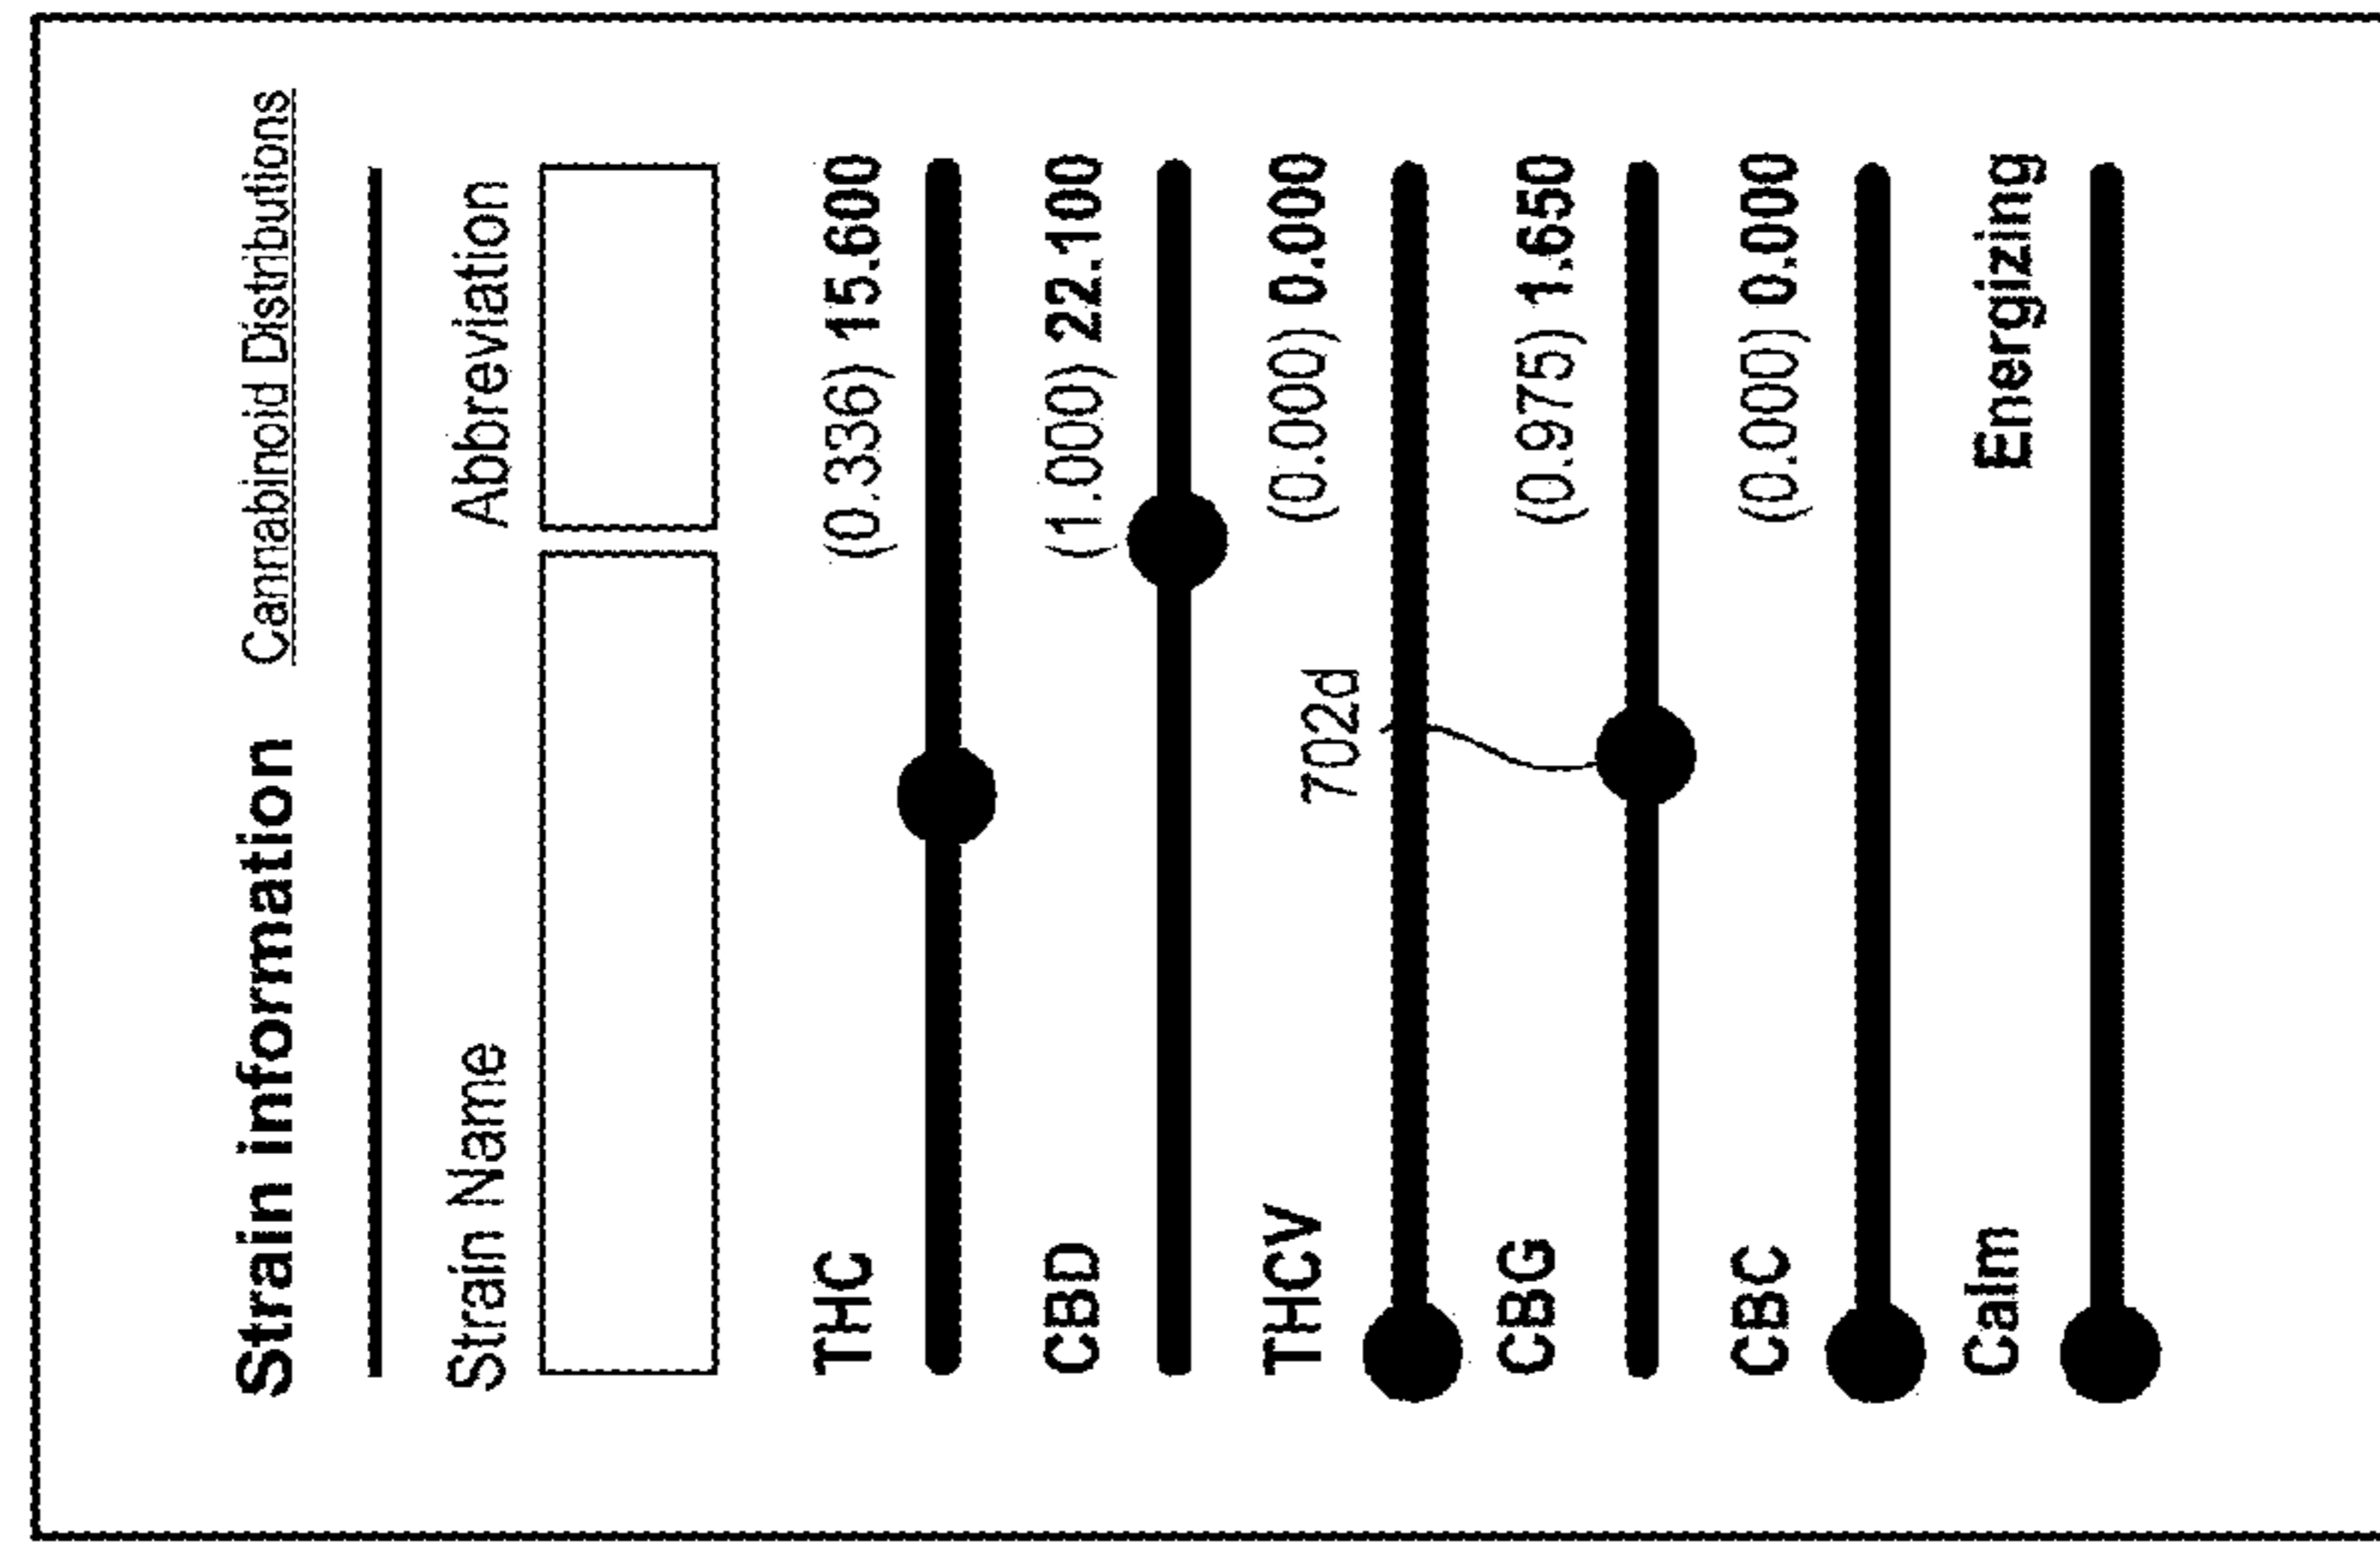 Strain information Cannabinoid Distributions
Strain Name Abbreviation
THC (0.336) 15.600
CBD (1.000) 22.100
THCV (0.000) 0.000
702d
CBG (0.975) 1.650
CBC (0.000) 0.000
Calm Energizing